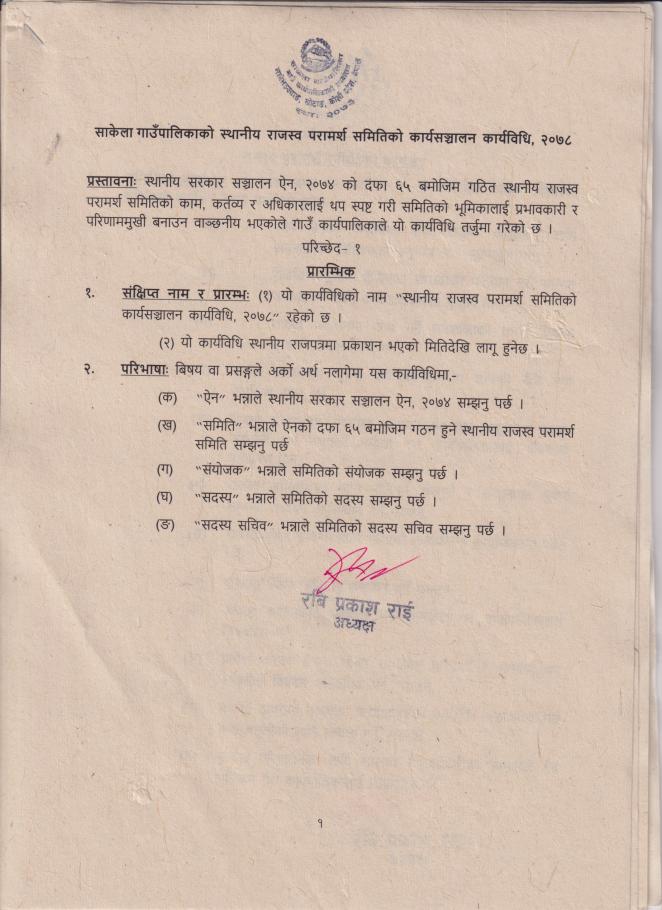 साकेला गाउँपालिकाको स्थानीय राजस्व परामर्श समितिको कार्यसञ्चालन कार्यविधि, २०७८
प्रस्तावनाः स्थानीय सरकार सञ्चालन ऐन, २०७४ को दफा ६५ बमोजिम गठित स्थानीय राजस्व
परामर्श समितिको काम, कर्तव्य र अधिकारलाई थप स्पष्ट गरी समितिको भूमिकालाई प्रभावकारी र
परिणाममुखी बनाउन वाञ्छनीय भएकोले गाउँ कार्यपालिकाले यो कार्यविधि तर्जुमा गरेको छ ।
परिच्छेद- १
प्रारम्भिक
१. संक्षिप्त नाम र प्रारम्भः (१) यो कार्यविधिको नाम "स्थानीय राजस्व परामर्श समितिको
कार्यसञ्चालन कार्यविधि, २०७८" रहेको छ ।
(२) यो कार्यविधि स्थानीय राजपत्रमा प्रकाशन भएको मितिदेखि लागू हुनेछ ।
२. परिभाषाः बिषय वा प्रसङ्गले अर्को अर्थ नलागेमा यस कार्यविधिमा,-
(क) "ऐन" भन्नाले स्थानीय सरकार सञ्चालन ऐन, २०७४ सम्झनु पर्छ ।
(ख) "समिति" भन्नाले ऐनको दफा ६५ बमोजिम गठन हुने स्थानीय राजस्व परामर्श
समिति सम्झनु पर्छ
(ग) "संयोजक" भन्नाले समितिको संयोजक सम्झनु पर्छ ।
(घ) "सदस्य" भन्नाले समितिको सदस्य सम्झनु पर्छ ।
(ङ) "सदस्य सचिव" भन्नाले समितिको सदस्य सचिव सम्झनु पर्छ ।
रबि प्रकाश राई
अध्यक्ष
१